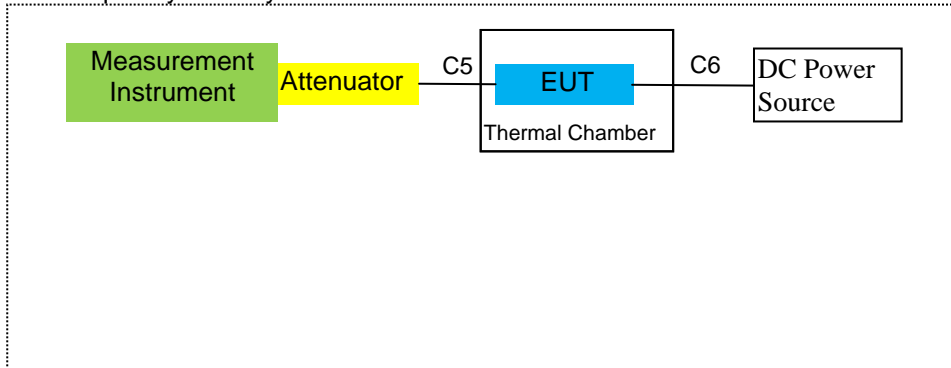 Measurement
Instrument
Attenuator
C5
EUT
Thermal Chamber
C6
DC Power
Source